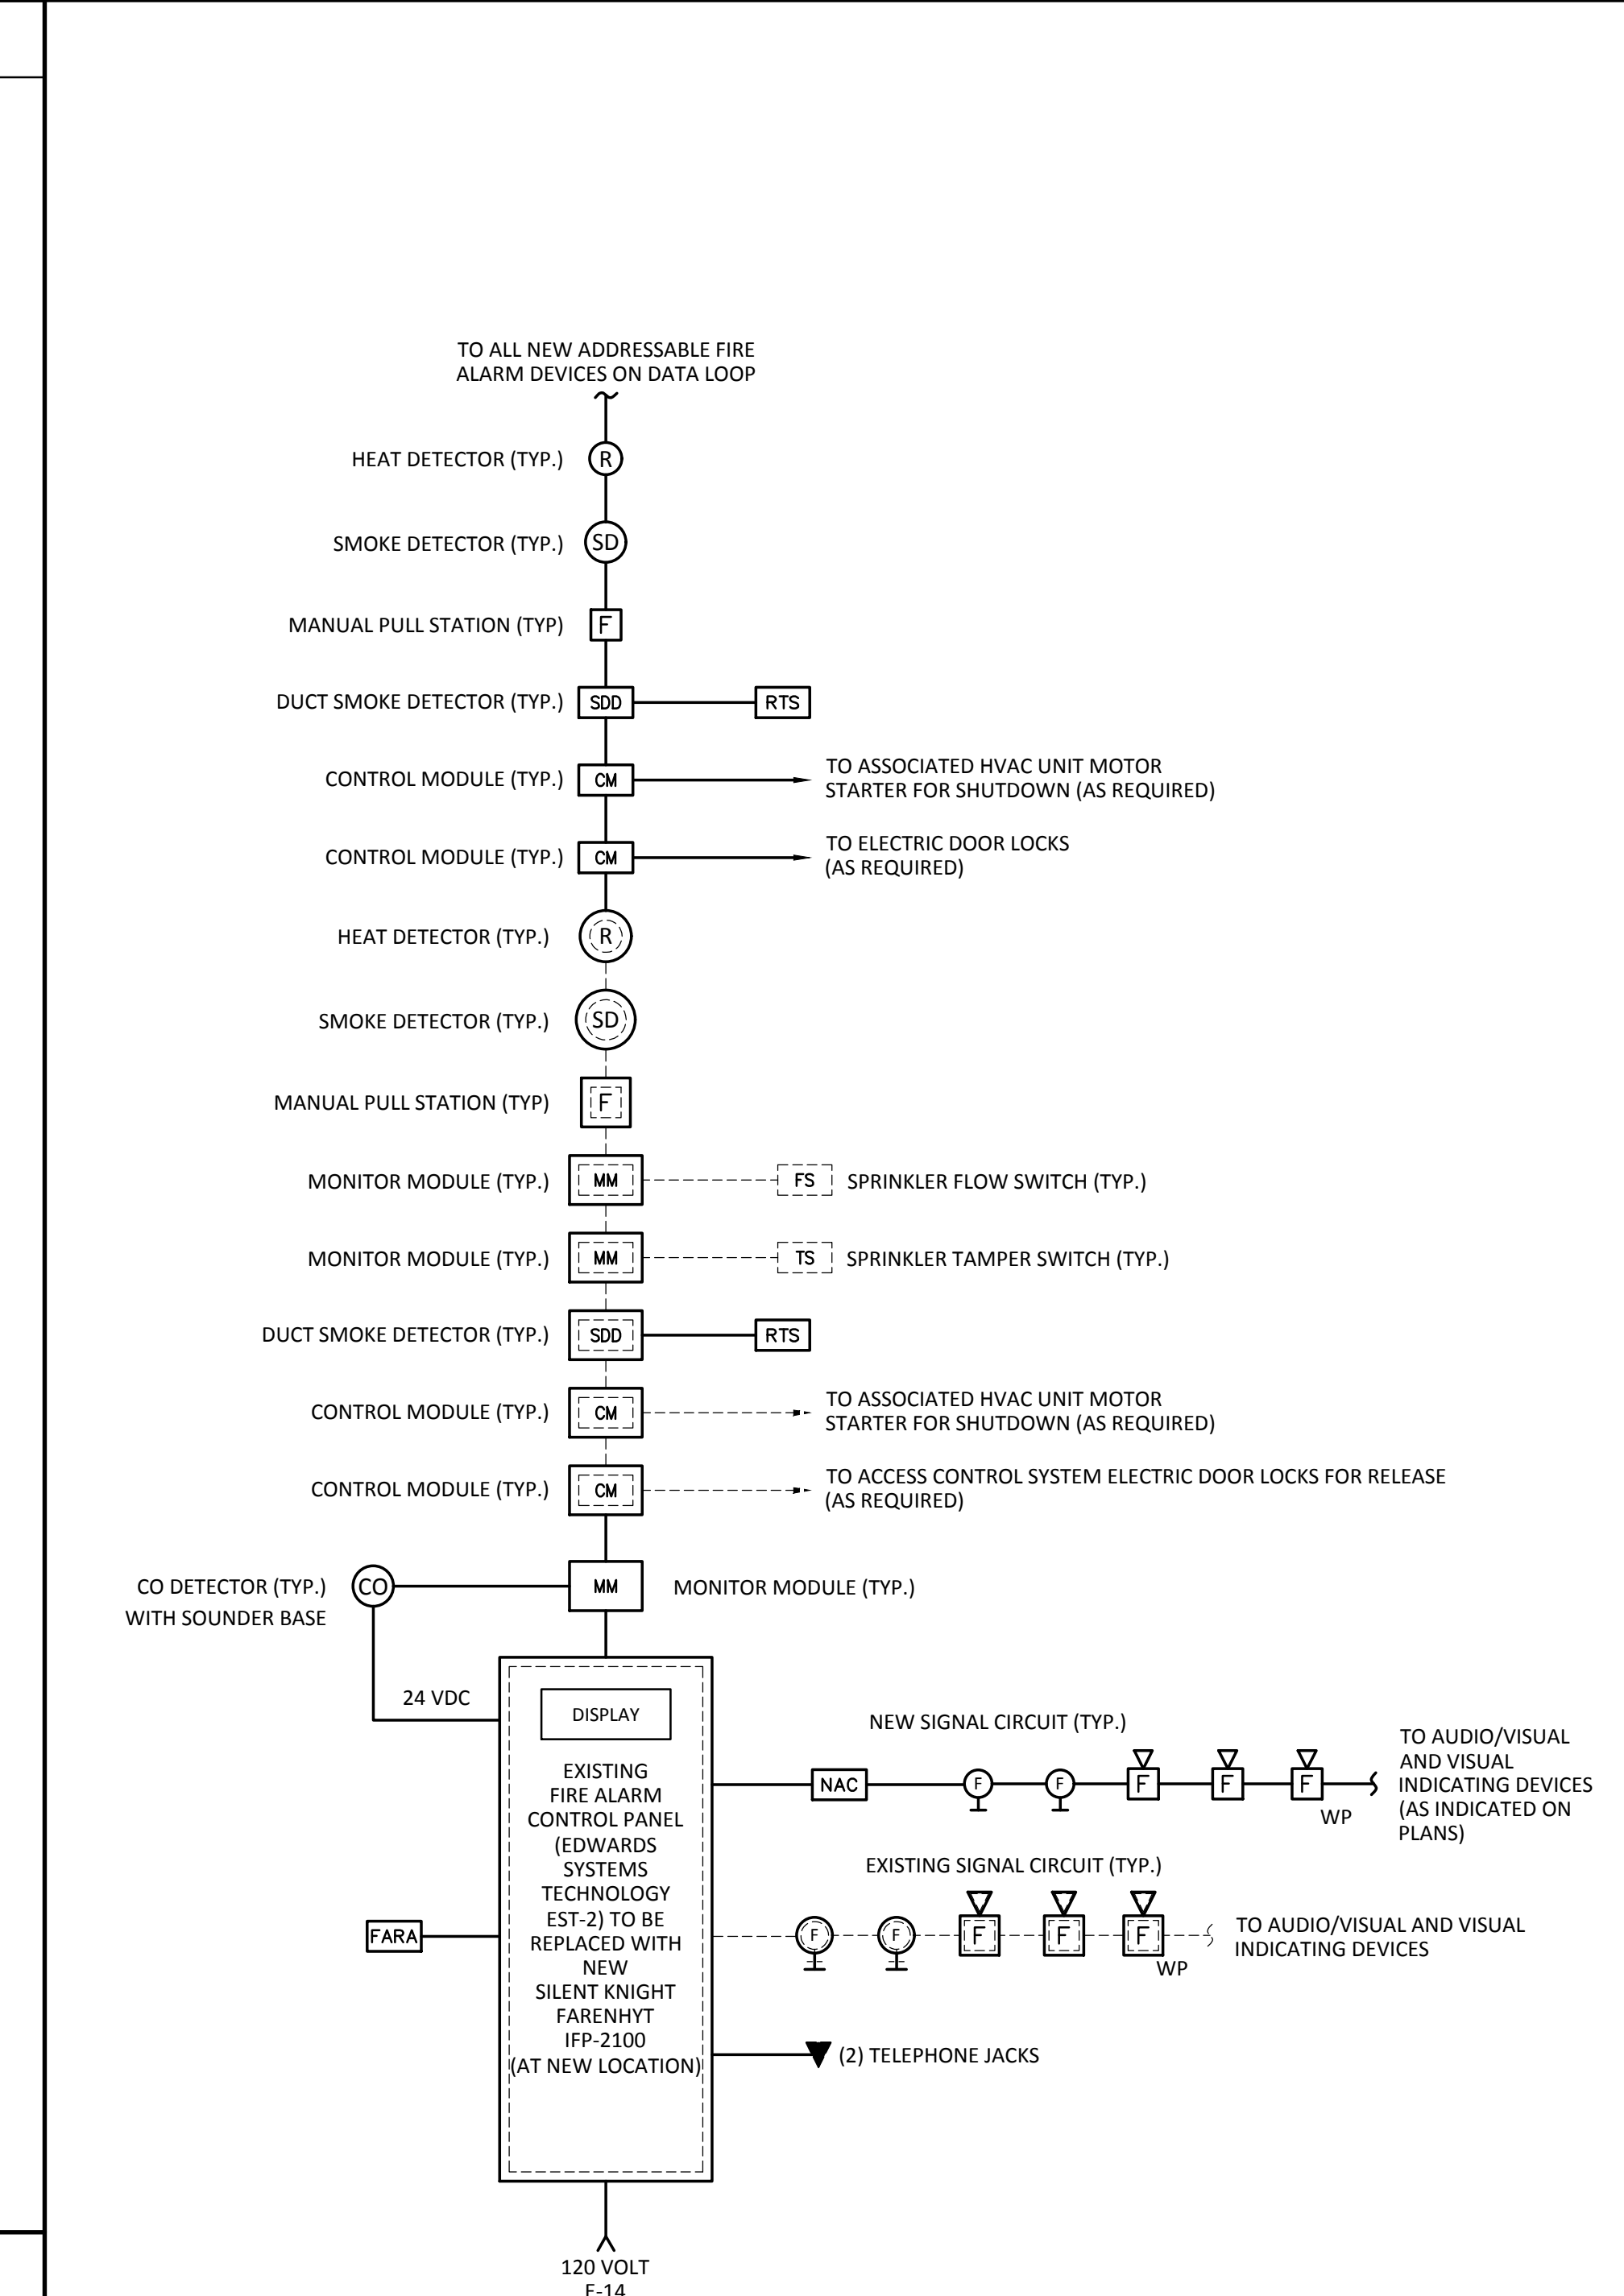 TO ALL NEW ADDRESSABLE FIRE
ALARM DEVICES ON DATA LOOP
HEAT DETECTOR (TYP.) R
SMOKE DETECTOR (TYP.) SD
MANUAL PULL STATION (TYP) F
DUCT SMOKE DETECTOR (TYP.) SDD RTS
CONTROL MODULE (TYP.) CM
TO ASSOCIATED HVAC UNIT MOTOR
STARTER FOR SHUTDOWN (AS REQUIRED)
CONTROL MODULE (TYP.) CM
TO ELECTRIC DOOR LOCKS
(AS REQUIRED)
HEAT DETECTOR (TYP.) R
SMOKE DETECTOR (TYP.) SD
MANUAL PULL STATION (TYP) F
MONITOR MODULE (TYP.) MM FS SPRINKLER FLOW SWITCH (TYP.)
MONITOR MODULE (TYP.) MM TS SPRINKLER TAMPER SWITCH (TYP.)
DUCT SMOKE DETECTOR (TYP.) SDD RTS
CONTROL MODULE (TYP.) CM
TO ASSOCIATED HVAC UNIT MOTOR
STARTER FOR SHUTDOWN (AS REQUIRED)
CONTROL MODULE (TYP.) CM
TO ACCESS CONTROL SYSTEM ELECTRIC DOOR LOCKS FOR RELEASE
(AS REQUIRED)
CO DETECTOR (TYP.) CO MM MONITOR MODULE (TYP.)
WITH SOUNDER BASE
24 VDC
DISPLAY
EXISTING
FIRE ALARM
CONTROL PANEL
(EDWARDS
SYSTEMS
TECHNOLOGY
EST-2) TO BE
REPLACED WITH
NEW
SILENT KNIGHT
FARENHYT
IFP-2100
(AT NEW LOCATION)
NEW SIGNAL CIRCUIT (TYP.)
NAC F F F F F
WP
TO AUDIO/VISUAL
AND VISUAL
INDICATING DEVICES
(AS INDICATED ON
PLANS)
EXISTING SIGNAL CIRCUIT (TYP.)
FARA
F F F F F
WP
TO AUDIO/VISUAL AND VISUAL
INDICATING DEVICES
(2) TELEPHONE JACKS
120 VOLT